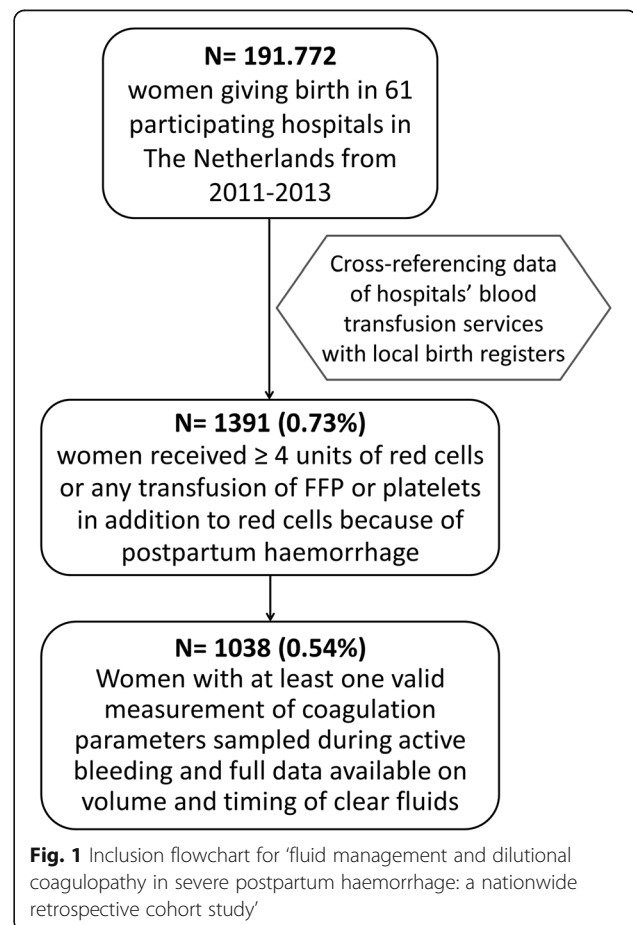 N= 191.772
women giving birth in 61
participating hospitals in
The Netherlands from
2011-2013
Cross-referencing data
of hospitals’ blood
transfusion services
with local birth registers
N= 1391 (0.73%)
women received ≥ 4 units of red cells
or any transfusion of FFP or platelets
in addition to red cells because of
postpartum haemorrhage
N= 1038 (0.54%)
Women with at least one valid
measurement of coagulation
parameters sampled during active
bleeding and full data available on
volume and timing of clear fluids
Fig. 1 Inclusion flowchart for ‘fluid management and dilutional
coagulopathy in severe postpartum haemorrhage: a nationwide
retrospective cohort study’